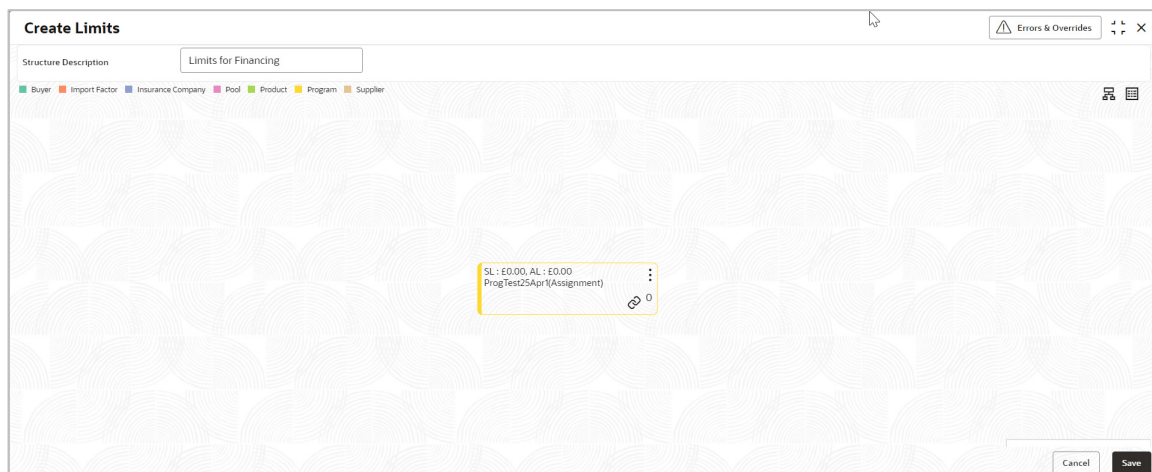 Create Limits
Errors & Overrides
Structure Description
Limits for Financing
Buyer Import Factor Insurance Company Pool Product Program Supplier
SL : £0.00, AL : £0.00
ProgTest25Apr1(Assignment)
0
Cancel
Save